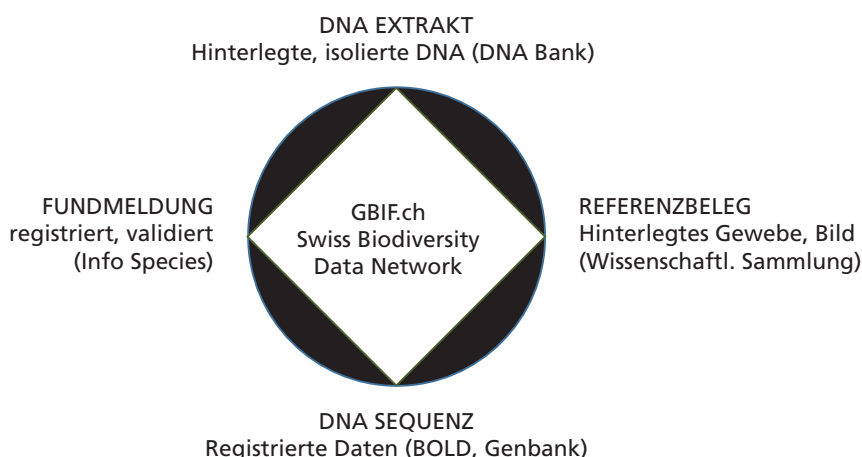 DNA EXTRAKT
Hinterlegte, isolierte DNA (DNA Bank)
FUNDMELDUNG
registriert, validiert
(Info Species)
GBIF.ch
Swiss Biodiversity
Data Network
REFERENZBELEG
Hinterlegtes Gewebe, Bild
(Wissenschaftl. Sammlung)
DNA SEQUENZ
Registrierte Daten (BOLD, Genbank)